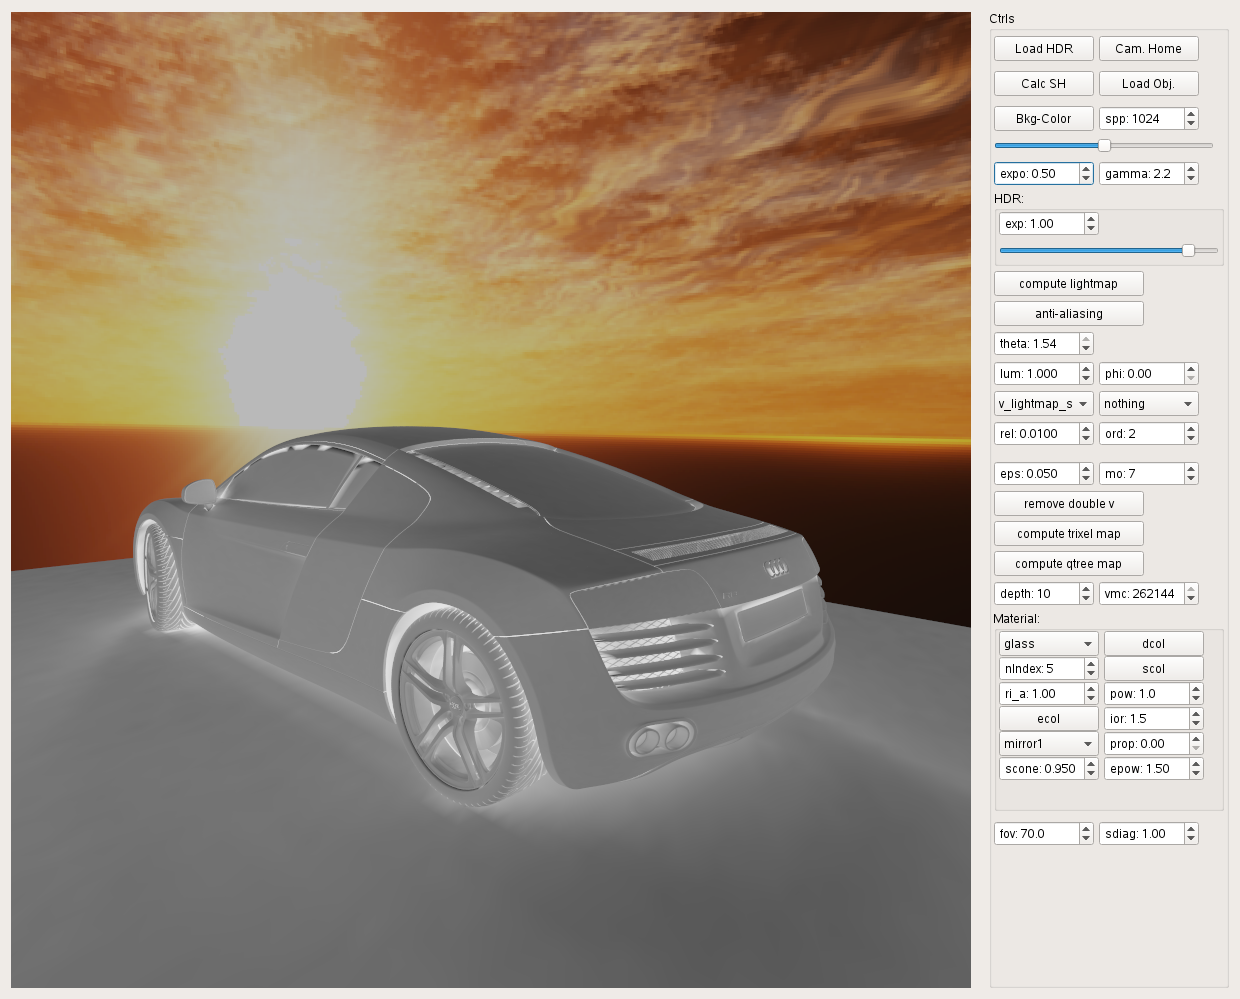 Ctrls
Load HDR Cam. Home
Calc SH Load Obj.
Bkg-Color spp: 1024
expo: 0.50 gamma: 2.2
HDR:
exp: 1.00
compute lightmap
anti-aliasing
theta: 1.54
lum: 1.000 phi: 0.00
v_lightmap_s nothing
rel: 0.0100 ord: 2
eps: 0.050 mo: 7
remove double v
compute trixel map
compute qtree map
depth: 10 vmc: 262144
Material:
glass dcol
nIndex: 5 scol
ri_a: 1.00 pow: 1.0
ecol ior: 1.5
mirror1 prop: 0.00
scone: 0.950 epow: 1.50
fov: 70.0 sdiag: 1.00